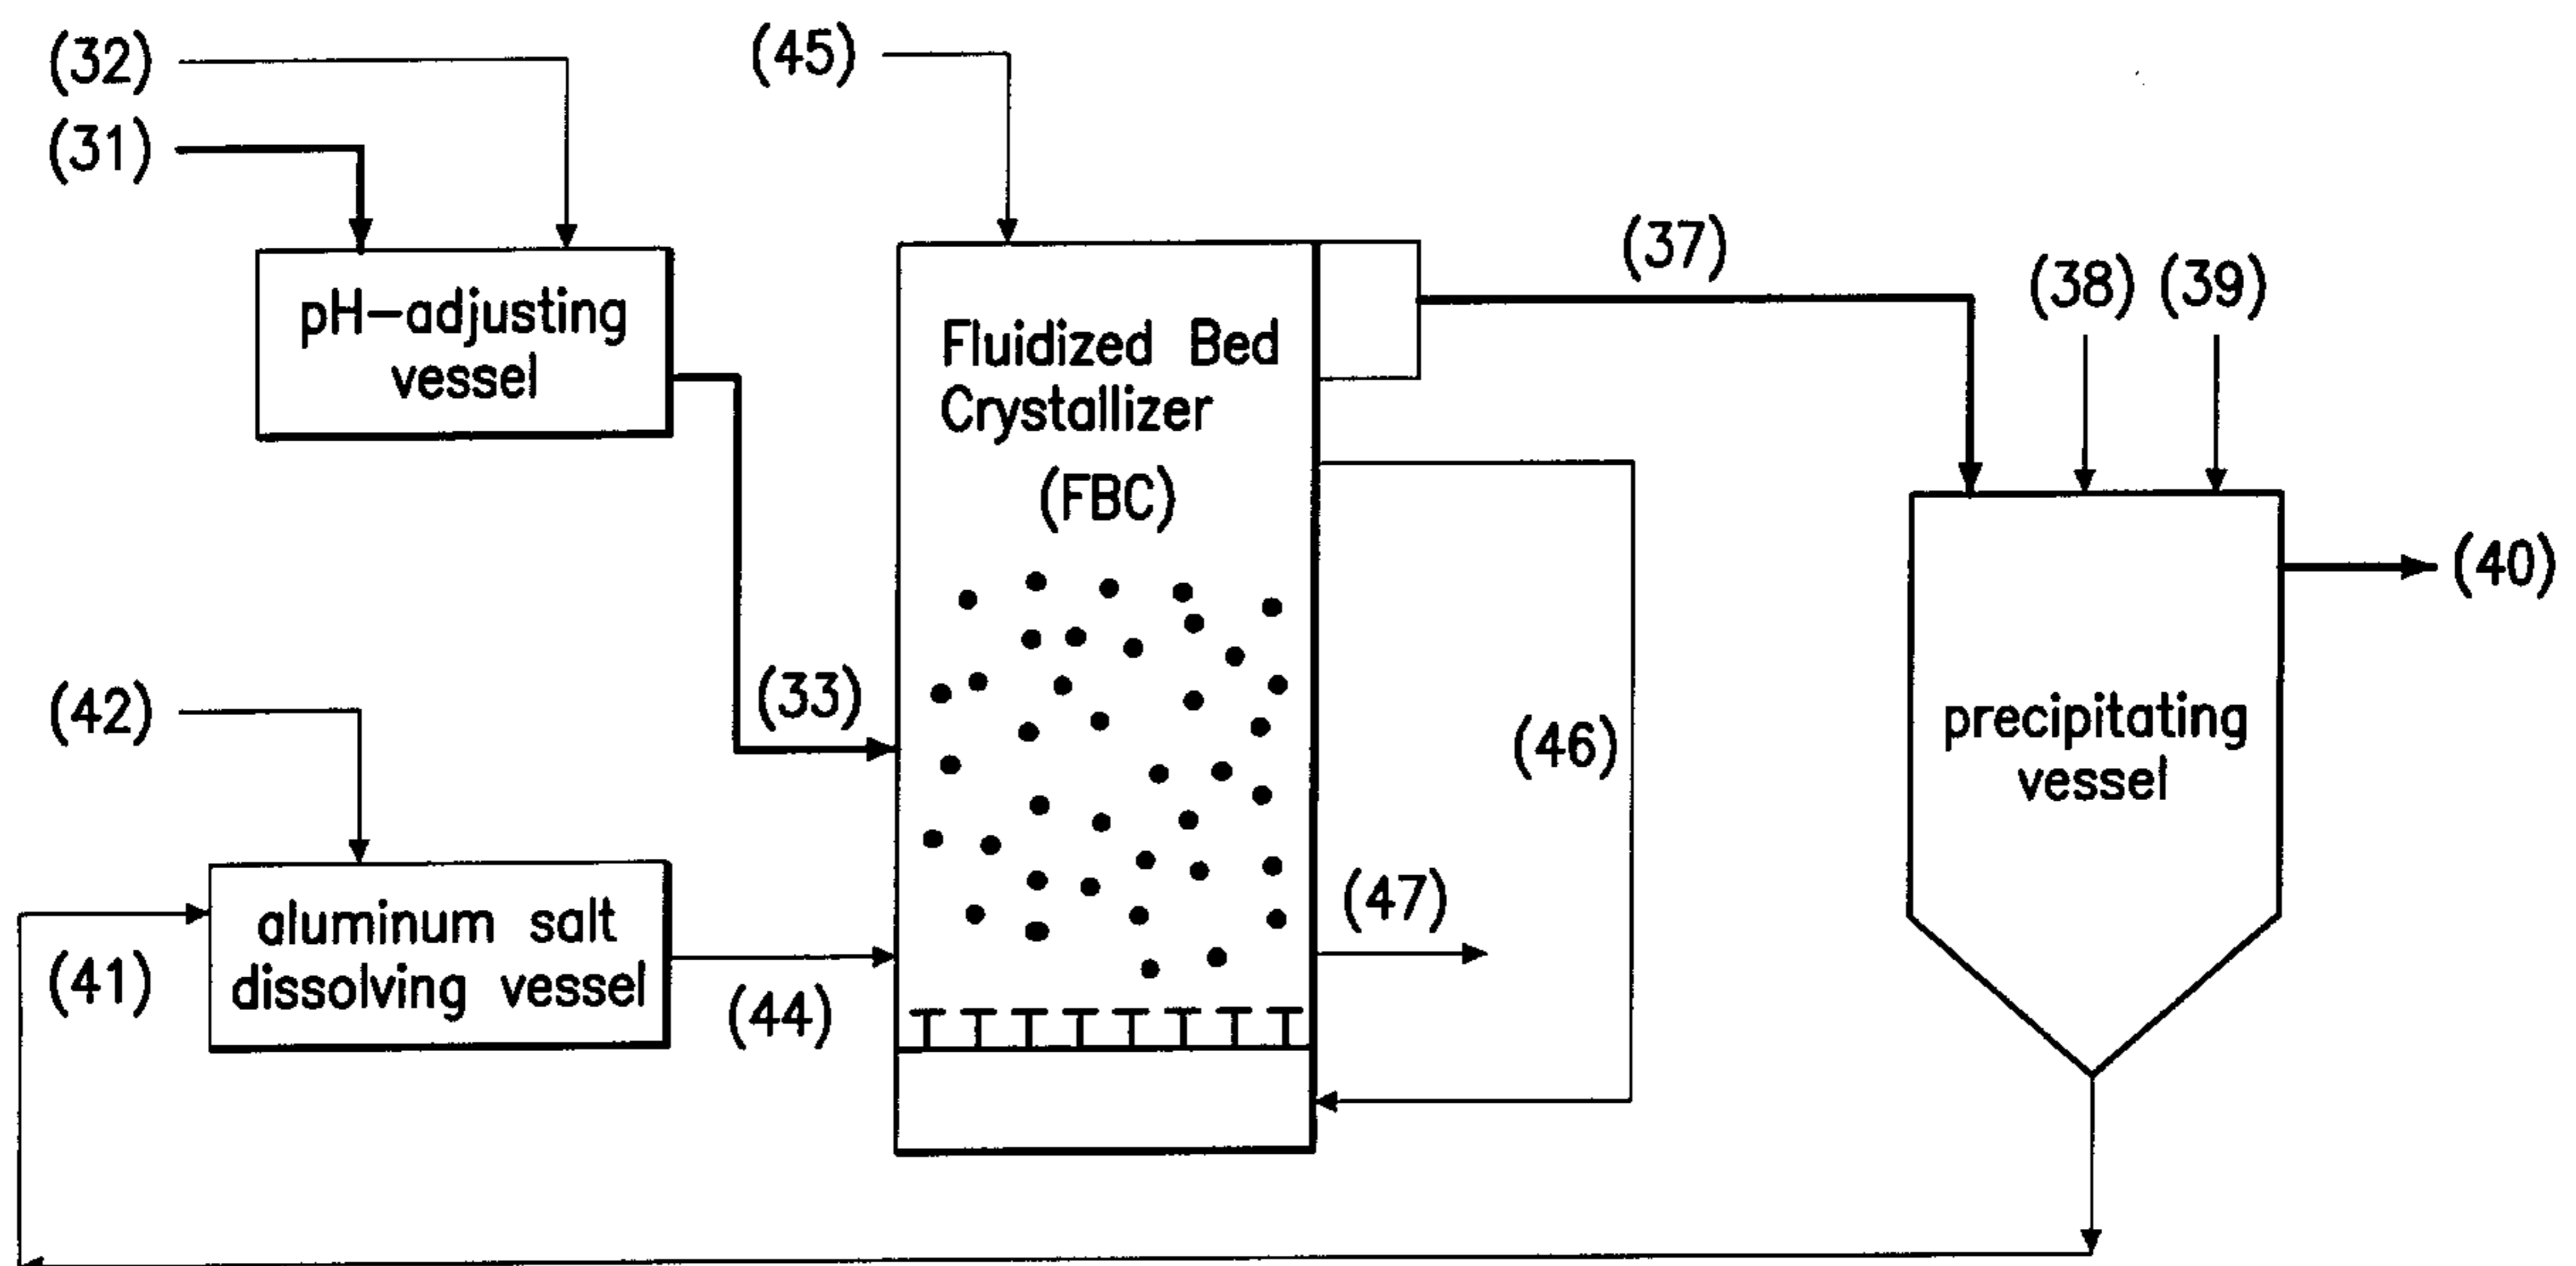 (32)
(31)
(45)
(37)
(38) (39)
pH-adjusting
vessel
Fluidized Bed
Crystallizer
(FBC)
(40)
(33)
(42)
(46)
precipitating
vessel
(47)
aluminum salt
dissolving vessel
(41)
(44)